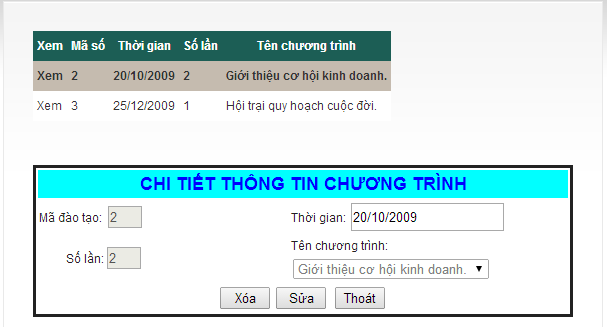 Xem Mã số Thời gian Số lần Tên chương trình
Xem 2 20/10/2009 2 Giới thiệu cơ hội kinh doanh.
Xem 3 25/12/2009 1 Hội trại quy hoạch cuộc đời.
CHI TIẾT THÔNG TIN CHƯƠNG TRÌNH
Mã đào tạo: 2 Thời gian: 20/10/2009
Tên chương trình:
Số lần: 2 Giới thiệu cơ hội kinh doanh.
Xóa Sửa Thoát